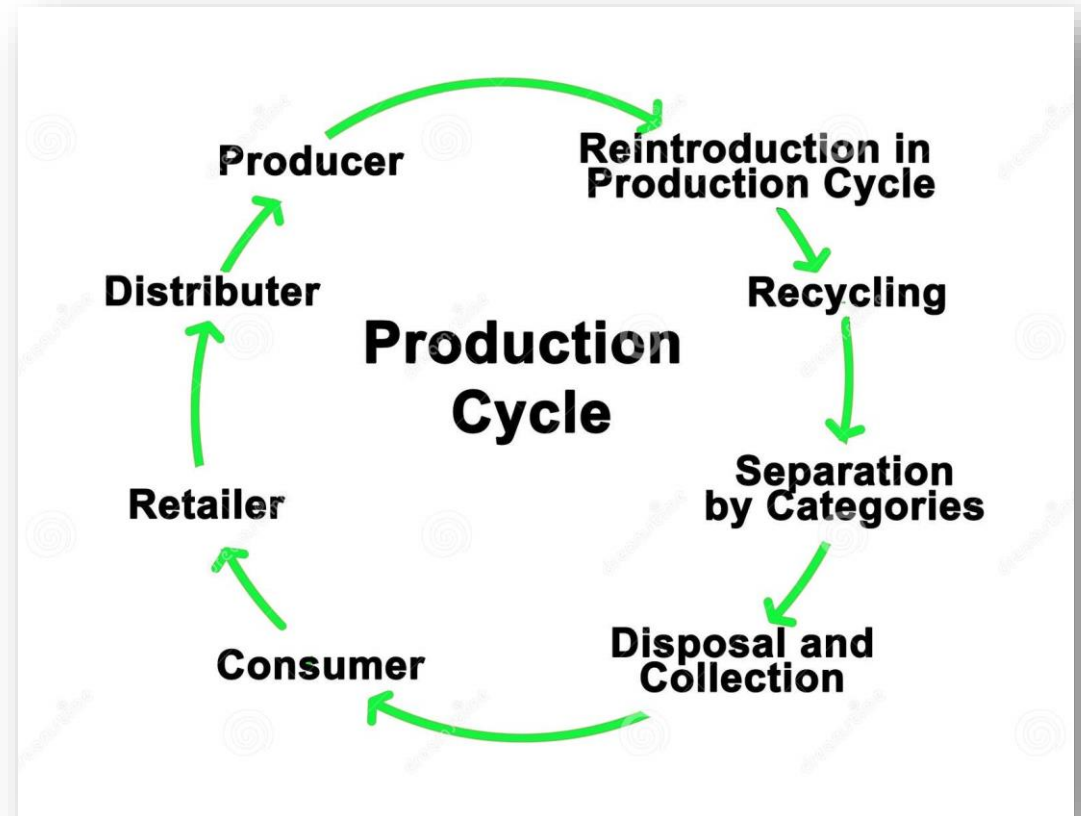 Producer
Reintroduction in
Production Cycle
Distributer
Recycling
Production
Cycle
Separation
by Categories
Retailer
Disposal and
Collection
Consumer